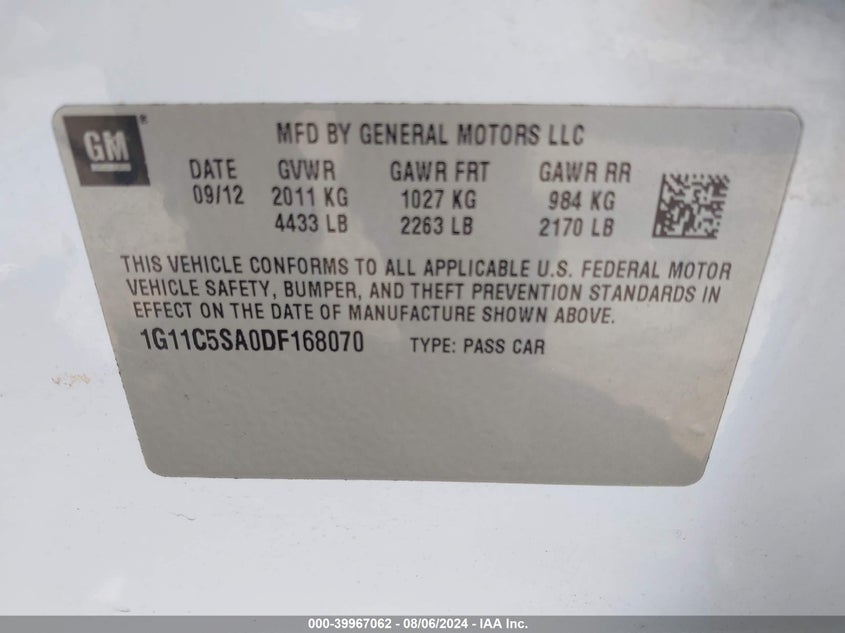 GM ®
MFD BY GENERAL MOTORS LLC
DATE GVWR GAWR FRT GAWR RR
09/12 2011 KG 1027 KG 984 KG
4433 LB 2263 LB 2170 LB
THIS VEHICLE CONFORMS TO ALL APPLICABLE U.S. FEDERAL MOTOR
VEHICLE SAFETY, BUMPER, AND THEFT PREVENTION STANDARDS IN
EFFECT ON THE DATE OF MANUFACTURE SHOWN ABOVE.
1G11C5SA0DF168070 TYPE: PASS CAR
000-39967062 - 08/06/2024 - IAA Inc.